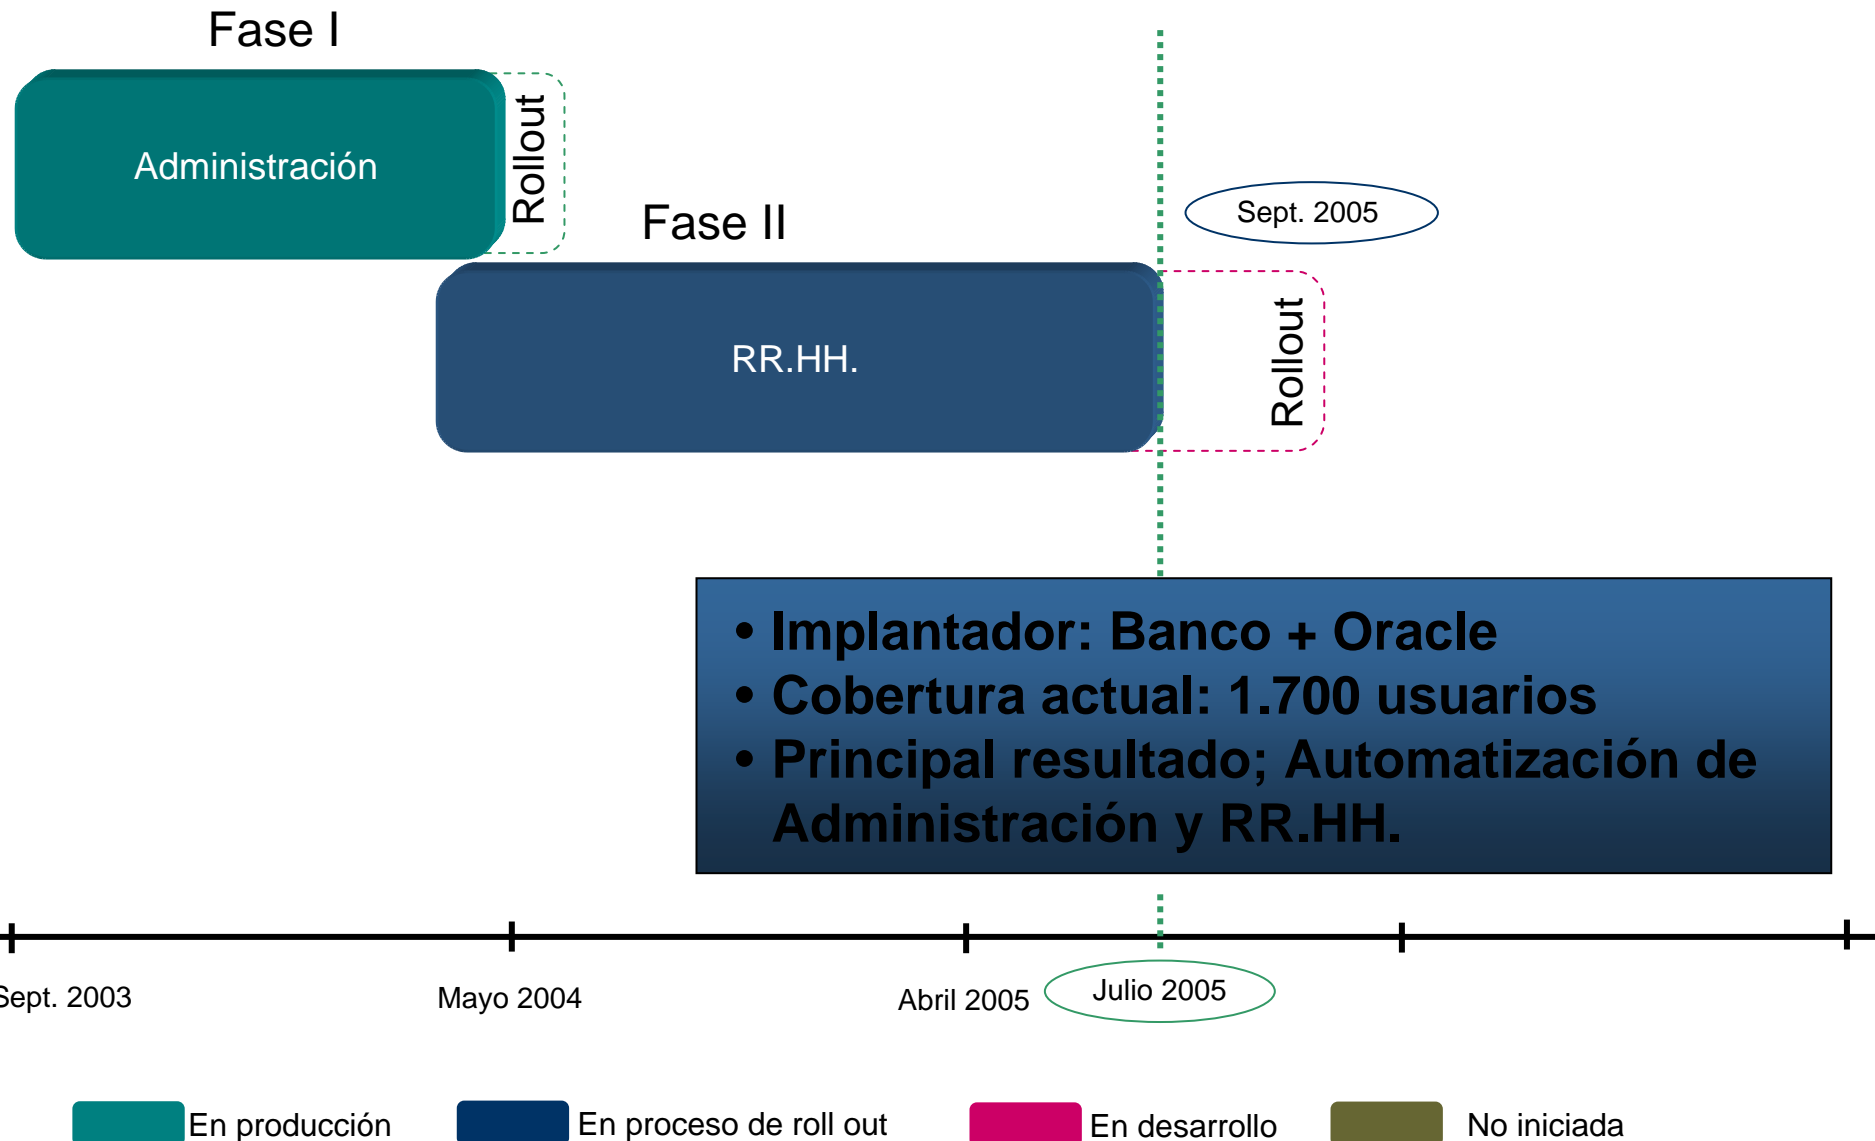 Fase I
Administración
Rollout
Fase II
Sept. 2005
RR.HH.
Rollout
• Implantador: Banco + Oracle
• Cobertura actual: 1.700 usuarios
• Principal resultado; Automatización de
Administración y RR.HH.
Sept. 2003
Mayo 2004
Abril 2005
Julio 2005
En producción
En proceso de roll out
En desarrollo
No iniciada